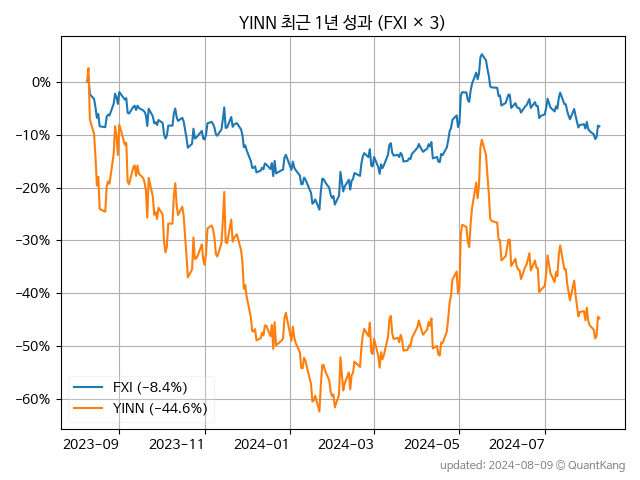 YINN 최근 1년 성과 (FXI × 3)
0%
−10%
−20%
−30%
−40%
−50%
−60%
FXI (−8.4%)
YINN (−44.6%)
2023-09 2023-11 2024-01 2024-03 2024-05 2024-07
updated: 2024-08-09 © QuantKang